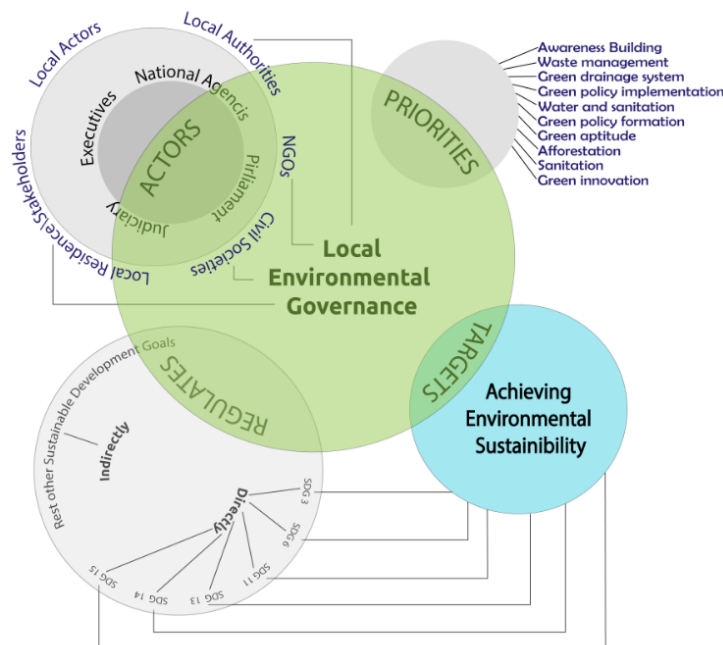 Local Actors
Local Authorities
National Agencis
Executives
ACTORS
Pirliament
Judiciary
NGOs
Civil Societies
Local Residence\Stakeholders
PRIORITIES
Awareness Building
Waste management
Green drainage system
Green policy implementation
Water and sanitation
Green policy formation
Green aptitude
Afforestation
Sanitation
Green innovation
Local
Environmental
Governance
REGULATES
TARGETS
Achieving
Environmental
Sustainibility
Rest other Sustainable Development Goals
Indirectly
Directly
SDG 3
SDG 6
SDG 11
SDG 13
SDG 14
SDG 15